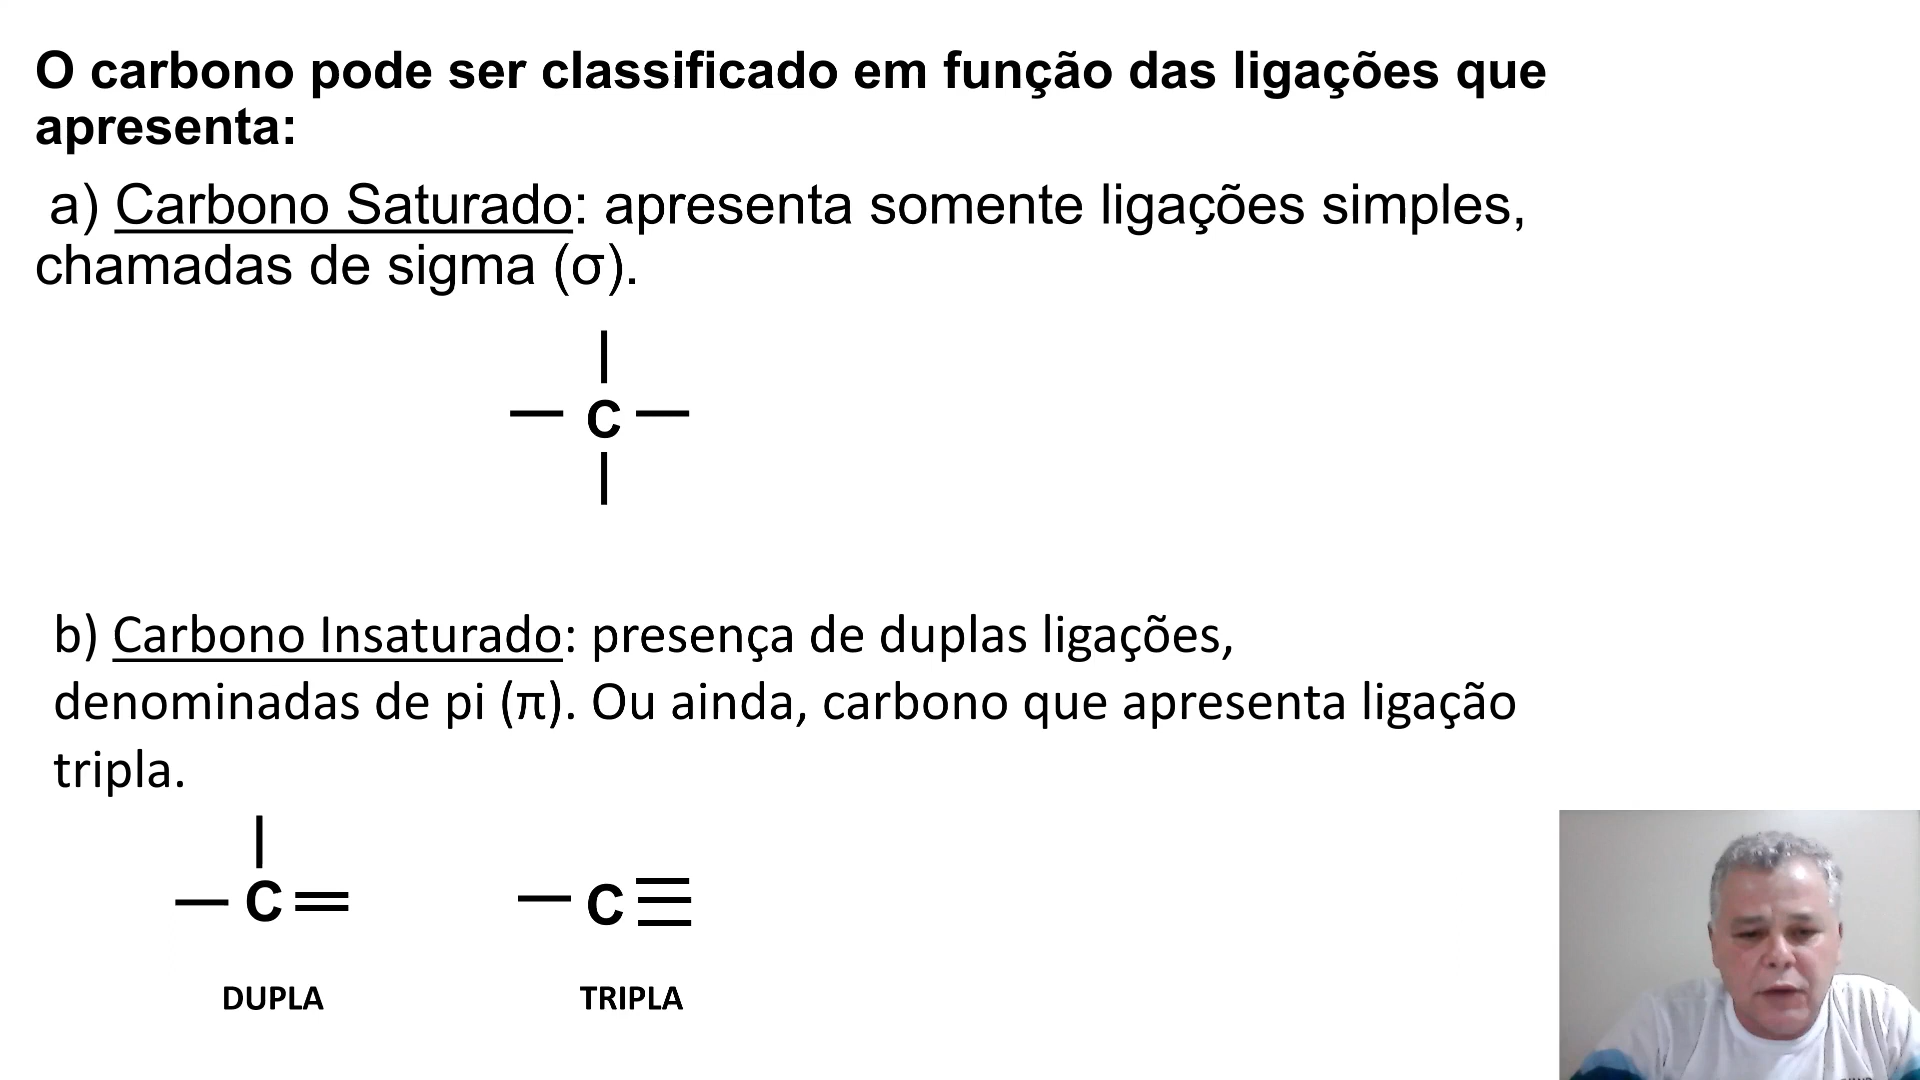 O carbono pode ser classificado em função das ligações que
apresenta:
a) Carbono Saturado: apresenta somente ligações simples,
chamadas de sigma (σ).
C
b) Carbono Insaturado: presença de duplas ligações,
denominadas de pi (π). Ou ainda, carbono que apresenta ligação
tripla.
C C
DUPLA TRIPLA